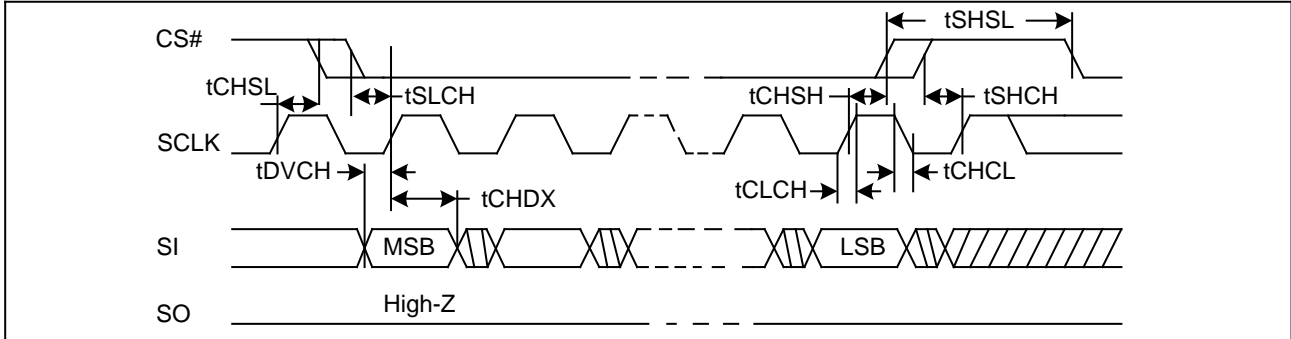 tSHSL
CS#
tCHSL
tSLCH
tCHSH
tSHCH
SCLK
tDVCH
tCHDX
tCLCH
tCHCL
SI
MSB
LSB
SO
High-Z